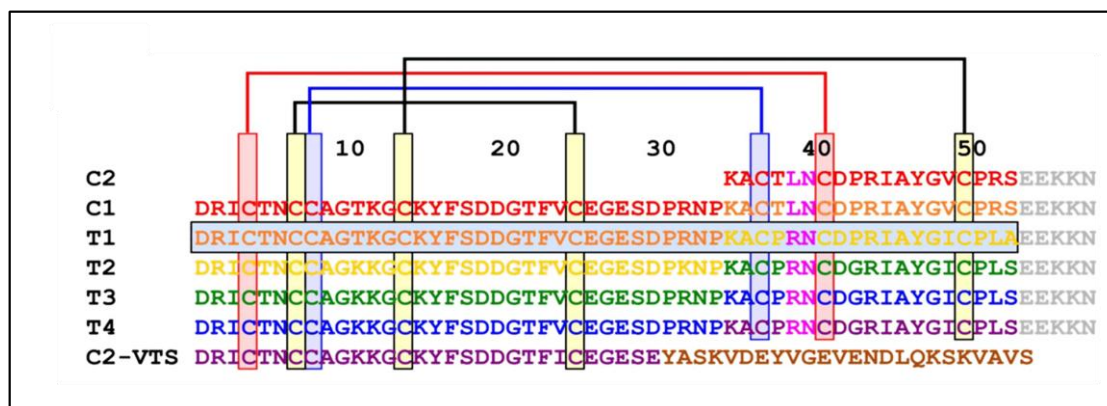 10 20 30 40 50
C2 KACTLNCDPRIAYGVCPRSEEKKN
C1 DRICTNCCAGTKGCKYFSDDGTFVCEGESDPRNPKACTLNCDPRIAYGVCPRSEEKKN
T1 DRICTNCCAGTKGCKYFSDDGTFVCEGESDPRNPKACPRNCDPRIAYGICPLAEEKKN
T2 DRICTNCCAGKKGCKYFSDDGTFVCEGESDPKNPKACPRNCDGRIAYGICPLSEEKKN
T3 DRICTNCCAGKKGCKYFSDDGTFVCEGESDPRNPKACPRNCDGRIAYGICPLSEEKKN
T4 DRICTNCCAGKKGCKYFSDDGTFVCEGESDPRNPKACPRNCDGRIAYGICPLSEEKKN
C2-VTS DRICTNCCAGKKGCKYFSDDGTFICEGESEYASKVDEYVGEVENDLQKSKVAVS